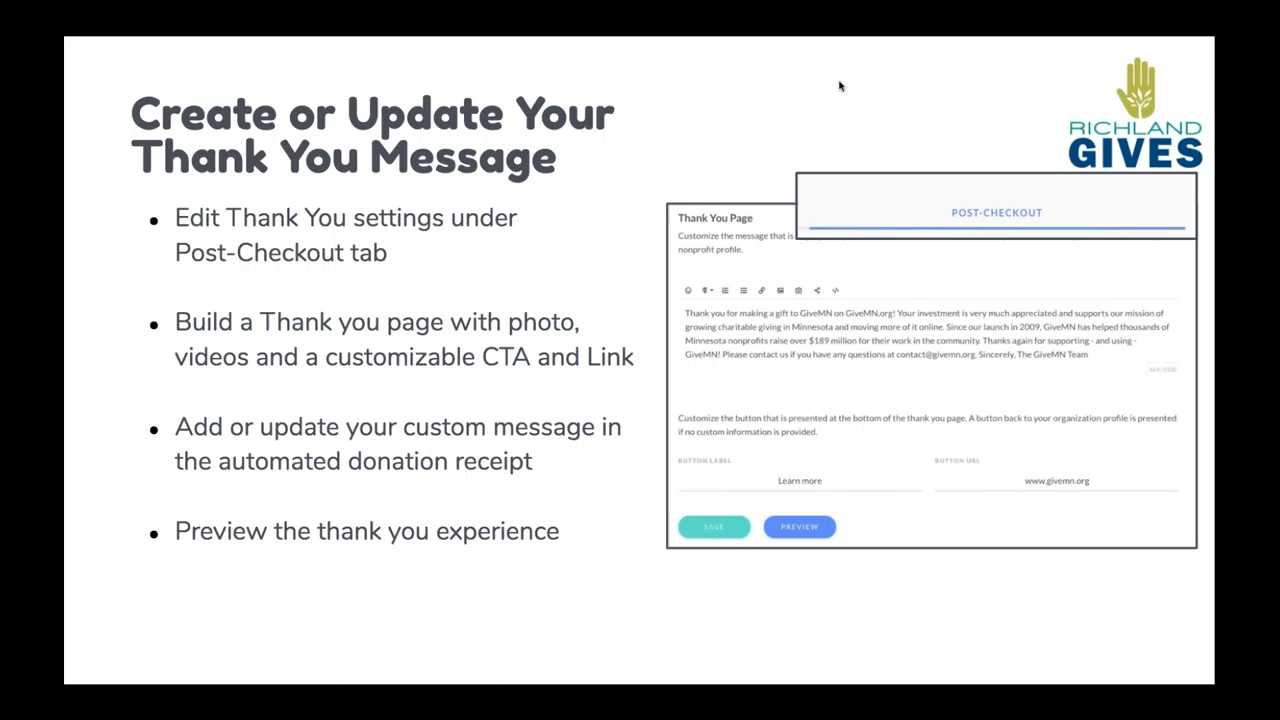 Create or Update Your
Thank You Message
• Edit Thank You settings under
Post-Checkout tab
• Build a Thank you page with photo,
videos and a customizable CTA and Link
• Add or update your custom message in
the automated donation receipt
• Preview the thank you experience
RICHLAND
GIVES
POST-CHECKOUT
Thank You Page
Customize the message that is
nonprofit profile.
Thank you for making a gift to GiveMN on GiveMN.org! Your investment is very much appreciated and supports our mission of
growing charitable giving in Minnesota and moving more of it online. Since our launch in 2009, GiveMN has helped thousands of
Minnesota nonprofits raise over $189 million for their work in the community. Thanks again for supporting - and using -
GiveMN! Please contact us if you have any questions at contact@givemn.org. Sincerely, The GiveMN Team
Customize the button that is presented at the bottom of the thank you page. A button back to your organization profile is presented
if no custom information is provided.
BUTTON LABEL
BUTTON URL
Learn more
www.givemn.org
SAVE
PREVIEW